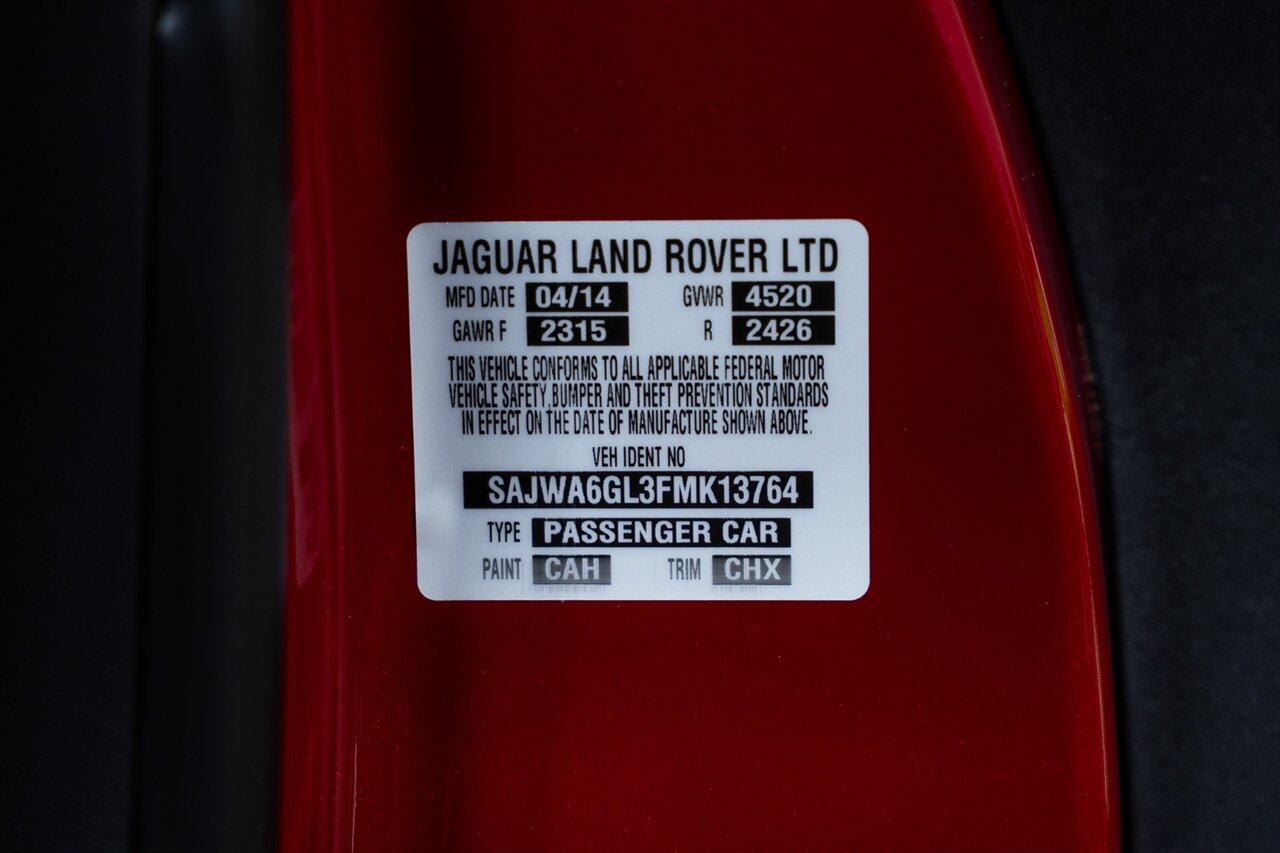 JAGUAR LAND ROVER LTD
MFD DATE 04/14 GVWR 4520
GAWR F 2315 R 2426
THIS VEHICLE CONFORMS TO ALL APPLICABLE FEDERAL MOTOR
VEHICLE SAFETY,BUMPER AND THEFT PREVENTION STANDARDS
IN EFFECT ON THE DATE OF MANUFACTURE SHOWN ABOVE.
VEH IDENT NO
SAJWA6GL3FMK13764
TYPE PASSENGER CAR
PAINT CAH TRIM CHX